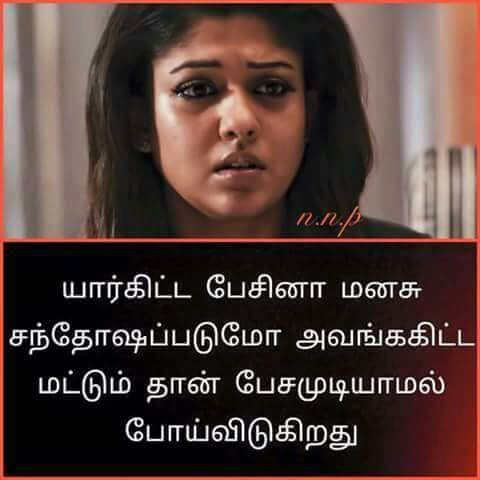 n.n.p
யார்கிட்ட பேசினா மனசு
சந்தோஷப்படுமோ அவங்ககிட்ட
மட்டும் தான் பேசமுடியாமல்
போய்விடுகிறது